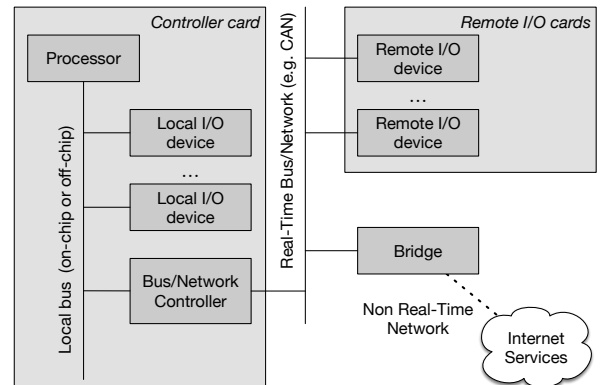 Controller card
Processor
Local bus  (on-chip or off-chip)
Local I/O
device
...
Local I/O
device
Bus/Network
Controller
Real-Time Bus/Network (e.g. CAN)
Remote I/O cards
Remote I/O
device
...
Remote I/O
device
Bridge
Non Real-Time
Network
Internet
Services